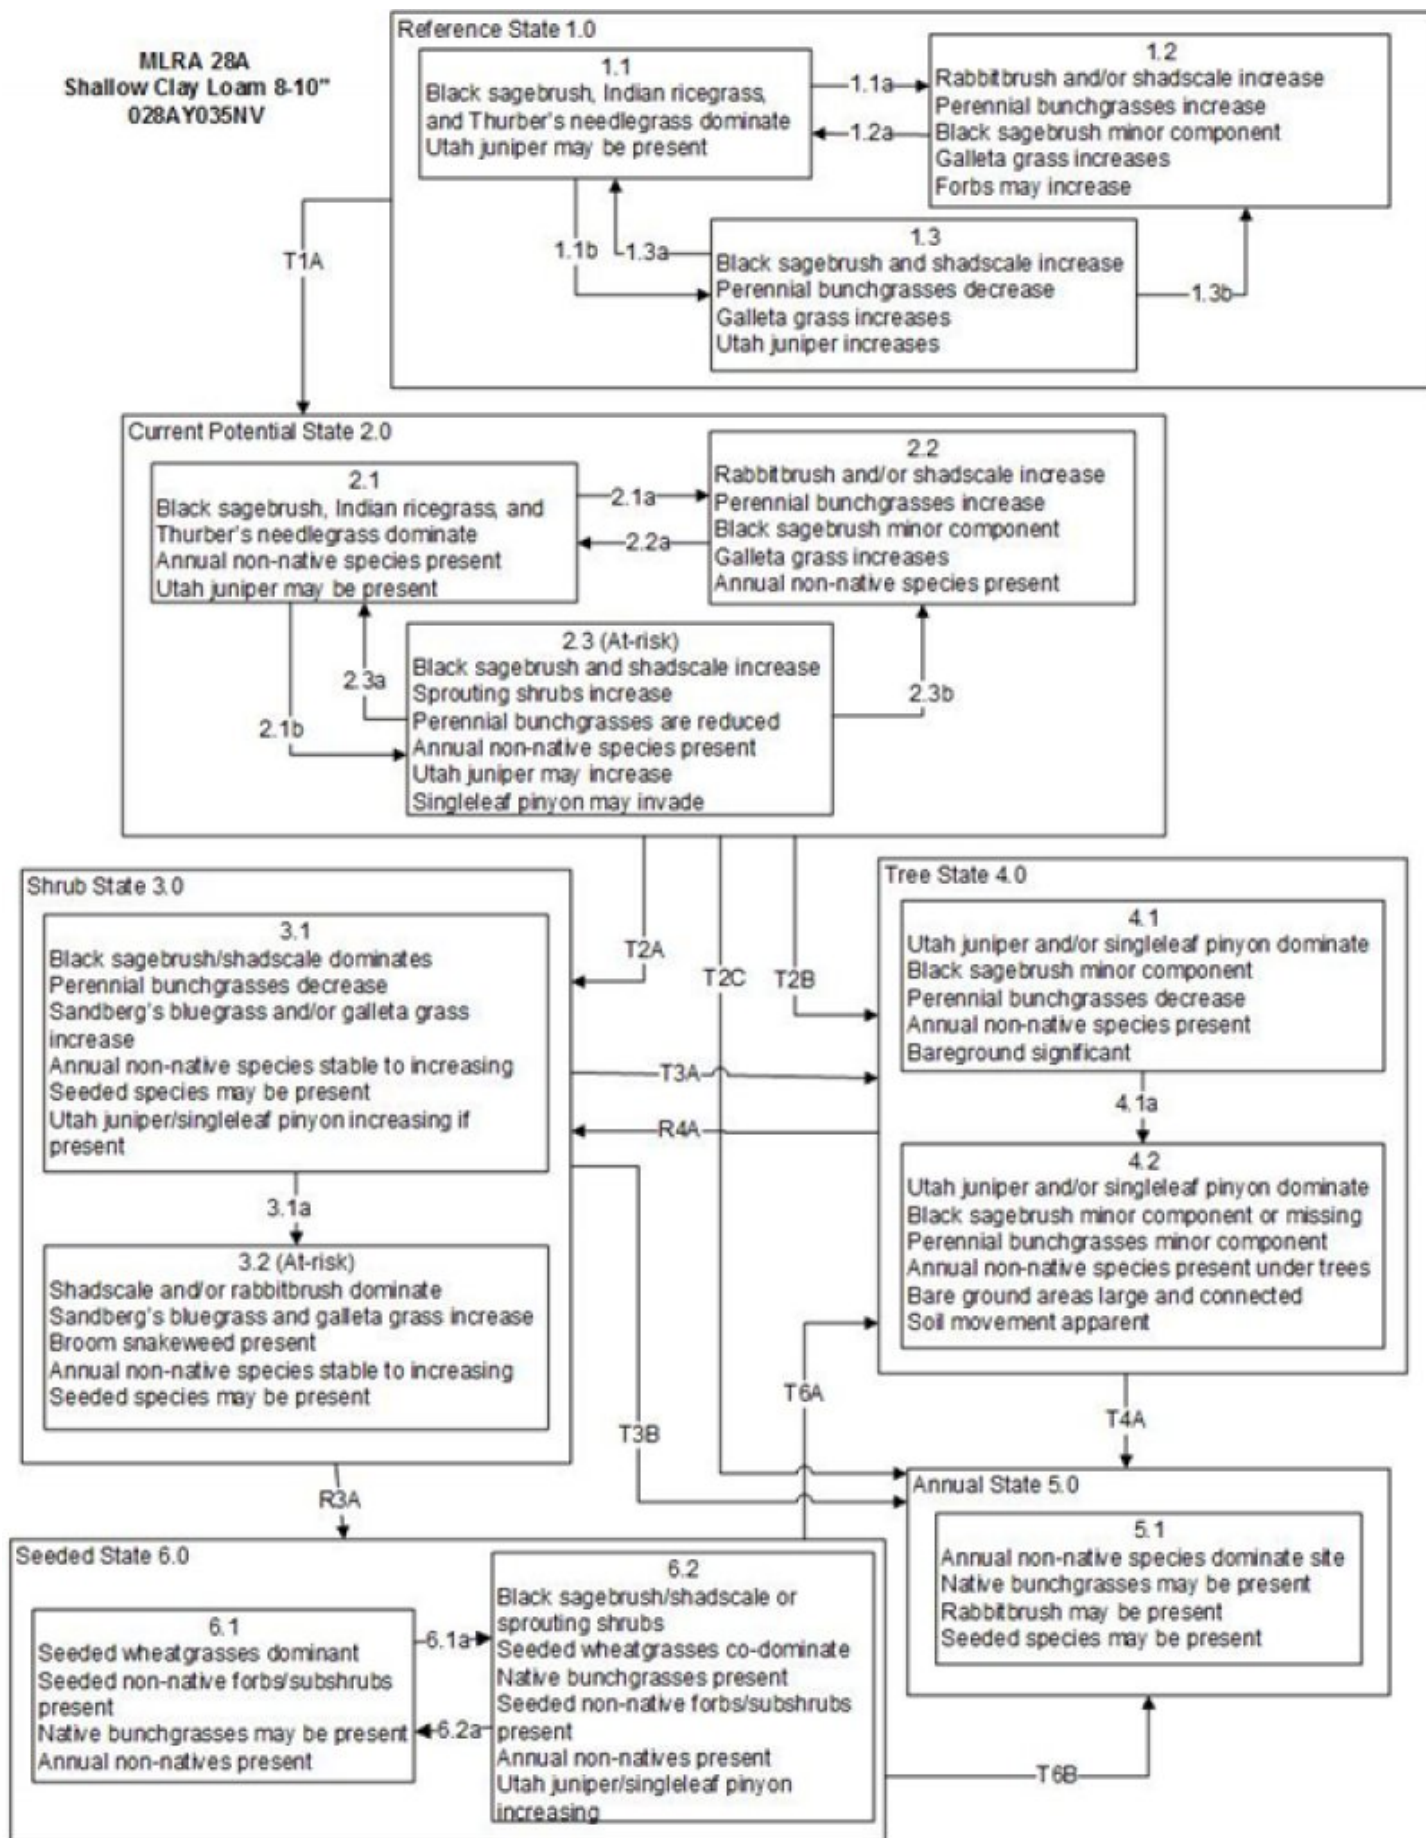 MLRA 28A
Shallow Clay Loam 8-10"
028AY035NV
Reference State 1.0
1.1
Black sagebrush, Indian ricegrass,
and Thurber's needlegrass dominate
Utah juniper may be present
1.1a
1.2a
1.2
Rabbitbrush and/or shadscale increase
Perennial bunchgrasses increase
Black sagebrush minor component
Galleta grass increases
Forbs may increase
1.1b
1.3a
1.3
Black sagebrush and shadscale increase
Perennial bunchgrasses decrease
Galleta grass increases
Utah juniper increases
1.3b
T1A
Current Potential State 2.0
2.1
Black sagebrush, Indian ricegrass, and
Thurber's needlegrass dominate
Annual non-native species present
Utah juniper may be present
2.1a
2.2a
2.2
Rabbitbrush and/or shadscale increase
Perennial bunchgrasses increase
Black sagebrush minor component
Galleta grass increases
Annual non-native species present
2.1b
2.3a
2.3 (At-risk)
Black sagebrush and shadscale increase
Sprouting shrubs increase
Perennial bunchgrasses are reduced
Annual non-native species present
Utah juniper may increase
Singleleaf pinyon may invade
2.3b
T2A
T2C
T2B
Shrub State 3.0
3.1
Black sagebrush/shadscale dominates
Perennial bunchgrasses decrease
Sandberg's bluegrass and/or galleta grass
increase
Annual non-native species stable to increasing
Seeded species may be present
Utah juniper/singleleaf pinyon increasing if
present
3.1a
3.2 (At-risk)
Shadscale and/or rabbitbrush dominate
Sandberg's bluegrass and galleta grass increase
Broom snakeweed present
Annual non-native species stable to increasing
Seeded species may be present
T3A
R4A
T3B
Tree State 4.0
4.1
Utah juniper and/or singleleaf pinyon dominate
Black sagebrush minor component
Perennial bunchgrasses decrease
Annual non-native species present
Bareground significant
4.1a
4.2
Utah juniper and/or singleleaf pinyon dominate
Black sagebrush minor component or missing
Perennial bunchgrasses minor component
Annual non-native species present under trees
Bare ground areas large and connected
Soil movement apparent
T6A
T4A
R3A
Annual State 5.0
5.1
Annual non-native species dominate site
Native bunchgrasses may be present
Rabbitbrush may be present
Seeded species may be present
Seeded State 6.0
6.1
Seeded wheatgrasses dominant
Seeded non-native forbs/subshrubs
present
Native bunchgrasses may be present
Annual non-natives present
6.1a
6.2a
6.2
Black sagebrush/shadscale or
sprouting shrubs
Seeded wheatgrasses co-dominate
Native bunchgrasses present
Seeded non-native forbs/subshrubs
present
Annual non-natives present
Utah juniper/singleleaf pinyon
increasing
T6B